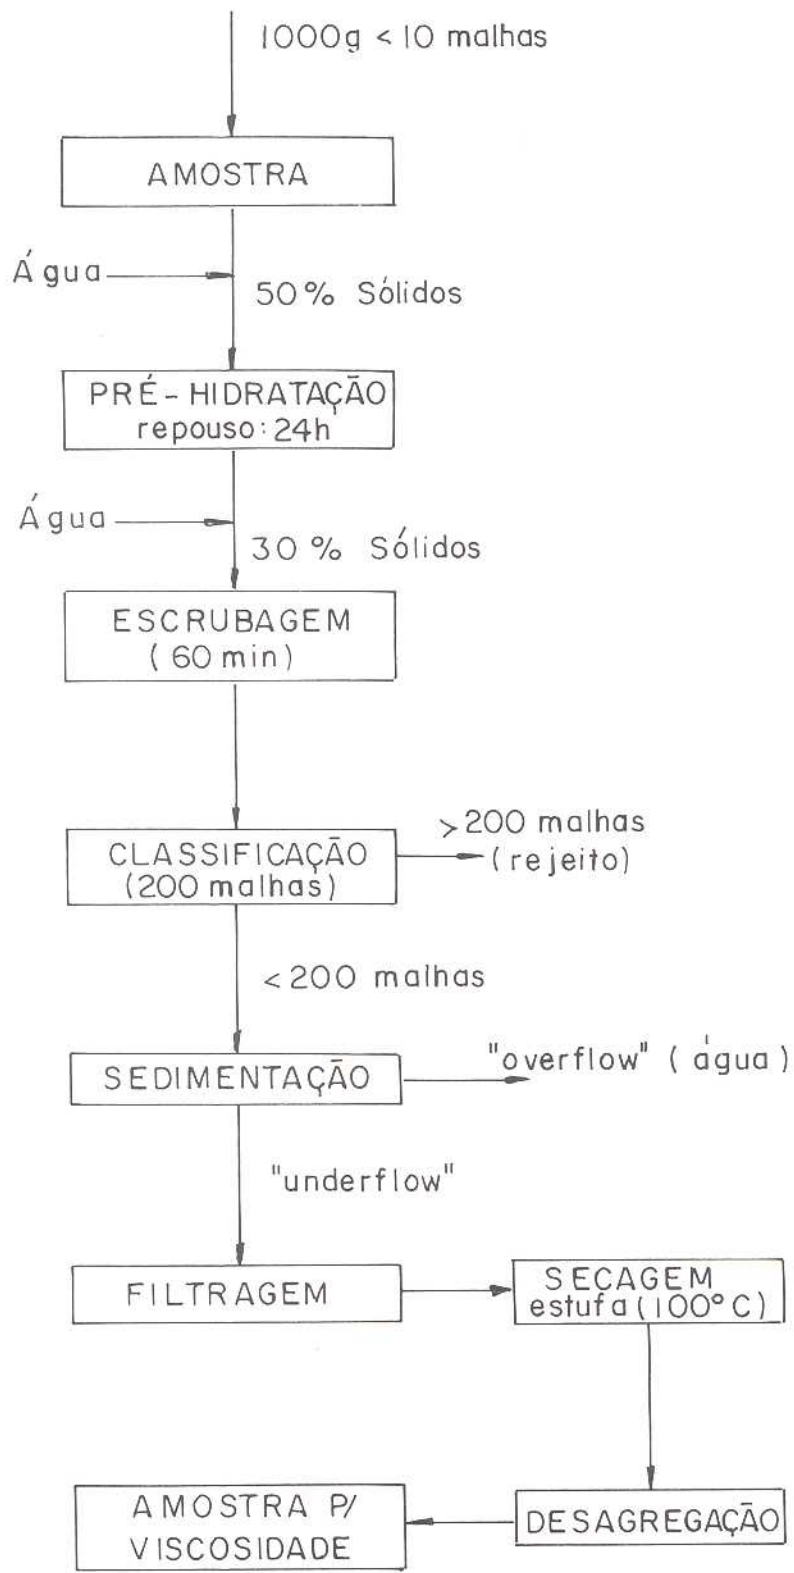 1000g < 10 malhas
AMOSTRA
Água
50% Sólidos
PRÉ-HIDRATAÇÃO
repouso: 24h
Água
30% Sólidos
ESCRUBAGEM
(60 min)
>200 malhas
(rejeito)
CLASSIFICAÇÃO
(200 malhas)
<200 malhas
"overflow" (água)
SEDIMENTAÇÃO
"underflow"
FILTRAGEM
SECAGEM
estufa (100°C)
DESAGREGAÇÃO
AMOSTRA P/
VISCOSIDADE